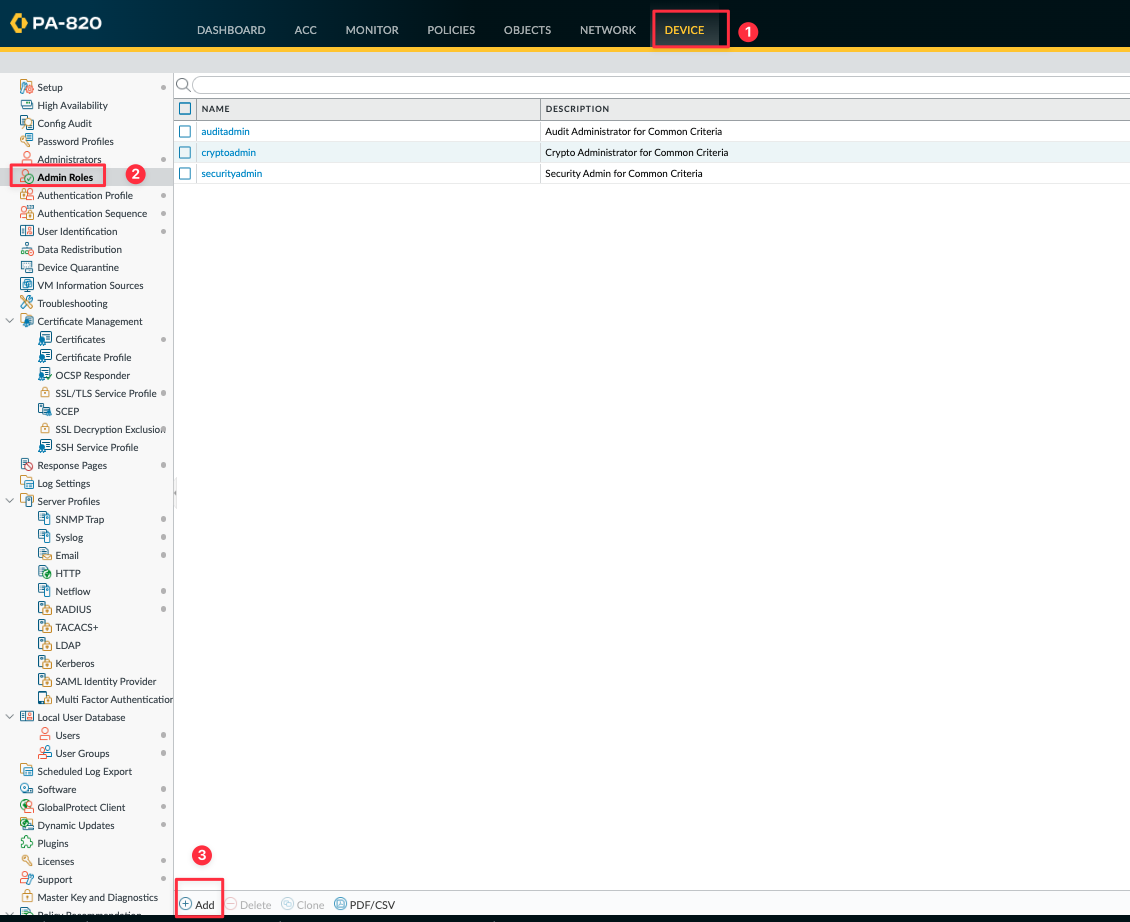 PA-820
DASHBOARD ACC MONITOR POLICIES OBJECTS NETWORK DEVICE 1
Setup
High Availability
Config Audit
Password Profiles
Administrators
Admin Roles 2
Authentication Profile
Authentication Sequence
User Identification
Data Redistribution
Device Quarantine
VM Information Sources
Troubleshooting
Certificate Management
Certificates
Certificate Profile
OCSP Responder
SSL/TLS Service Profile
SCEP
SSL Decryption Exclusion
SSH Service Profile
Response Pages
Log Settings
Server Profiles
SNMP Trap
Syslog
Email
HTTP
Netflow
RADIUS
TACACS+
LDAP
Kerberos
SAML Identity Provider
Multi Factor Authentication
Local User Database
Users
User Groups
Scheduled Log Export
Software
GlobalProtect Client
Dynamic Updates
Plugins
Licenses
Support
Master Key and Diagnostics
Policy Recommendation
NAME DESCRIPTION
auditadmin Audit Administrator for Common Criteria
cryptoadmin Crypto Administrator for Common Criteria
securityadmin Security Admin for Common Criteria
3
Add Delete Clone PDF/CSV